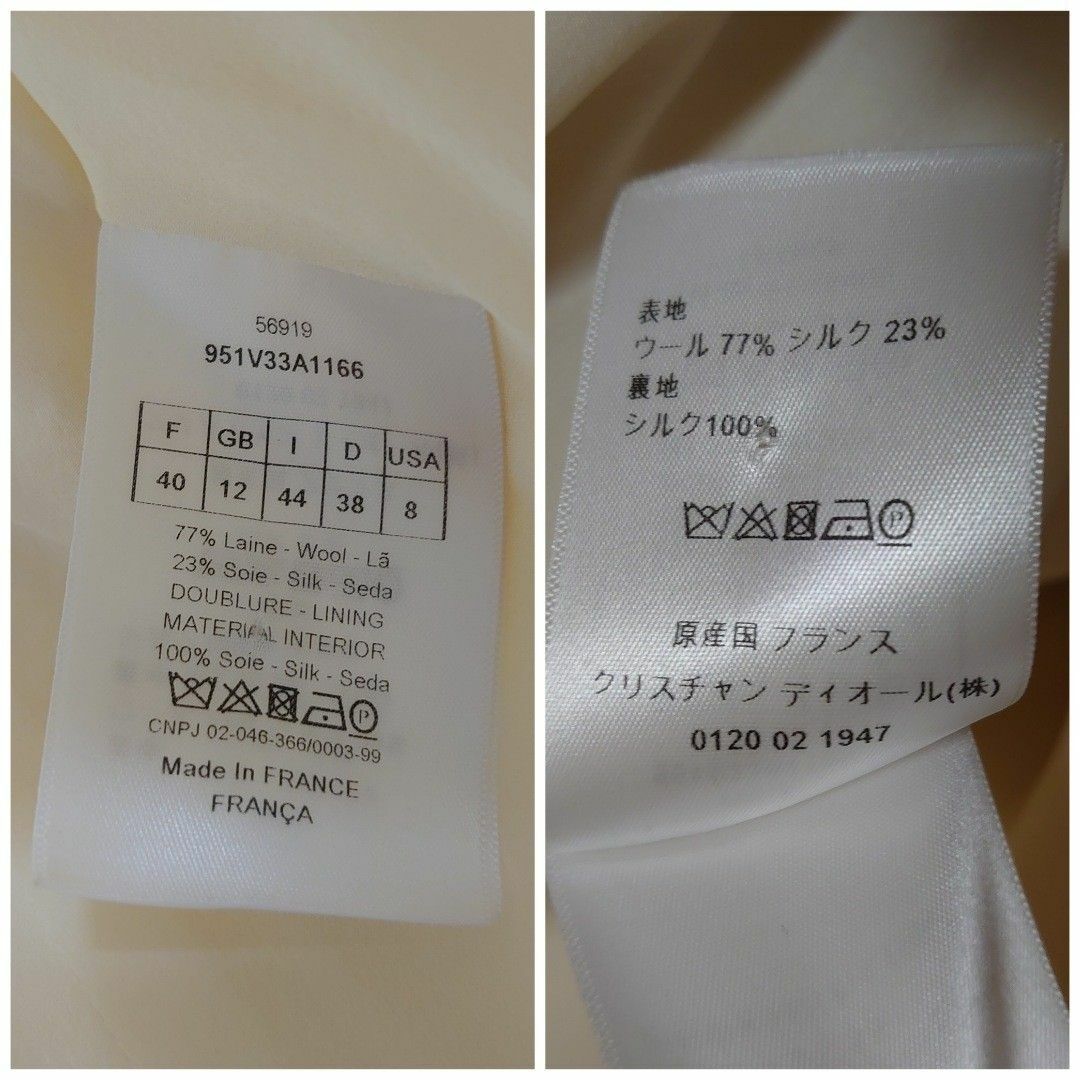 56919
951V33A1166
F GB I D USA
40 12 44 38 8
77% Laine - Wool - Lã
23% Soie - Silk - Seda
DOUBLURE - LINING
MATERIAL INTERIOR
100% Soie - Silk - Seda
P
CNPJ 02-046-366/0003-99
Made In FRANCE
FRANÇA
表地
ウール 77% シルク 23%
裏地
シルク100%
P
原産国 フランス
クリスチャン ディオール(株)
0120 02 1947